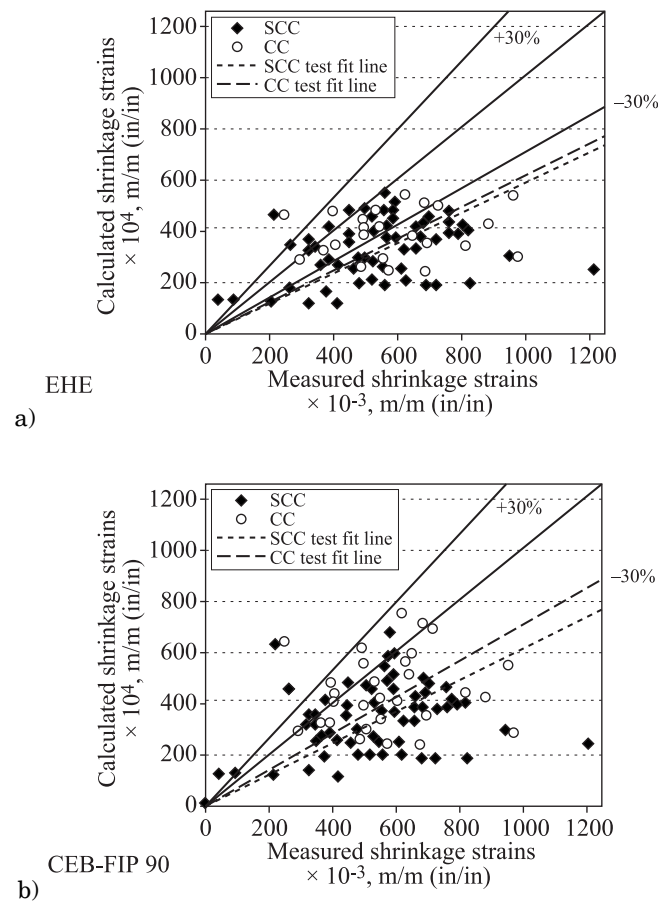 1200
1000
800
600
400
200
0
Calculated shrinkage strains
× 10⁴, m/m (in/in)
SCC
CC
SCC test fit line
CC test fit line
+30%
–30%
0 200 400 600 800 1000 1200
Measured shrinkage strains
× 10⁻³, m/m (in/in)
EHE
a)
1200
1000
800
600
400
200
0
Calculated shrinkage strains
× 10⁴, m/m (in/in)
SCC
CC
SCC test fit line
CC test fit line
+30%
–30%
0 200 400 600 800 1000 1200
Measured shrinkage strains
× 10⁻³, m/m (in/in)
CEB-FIP 90
b)